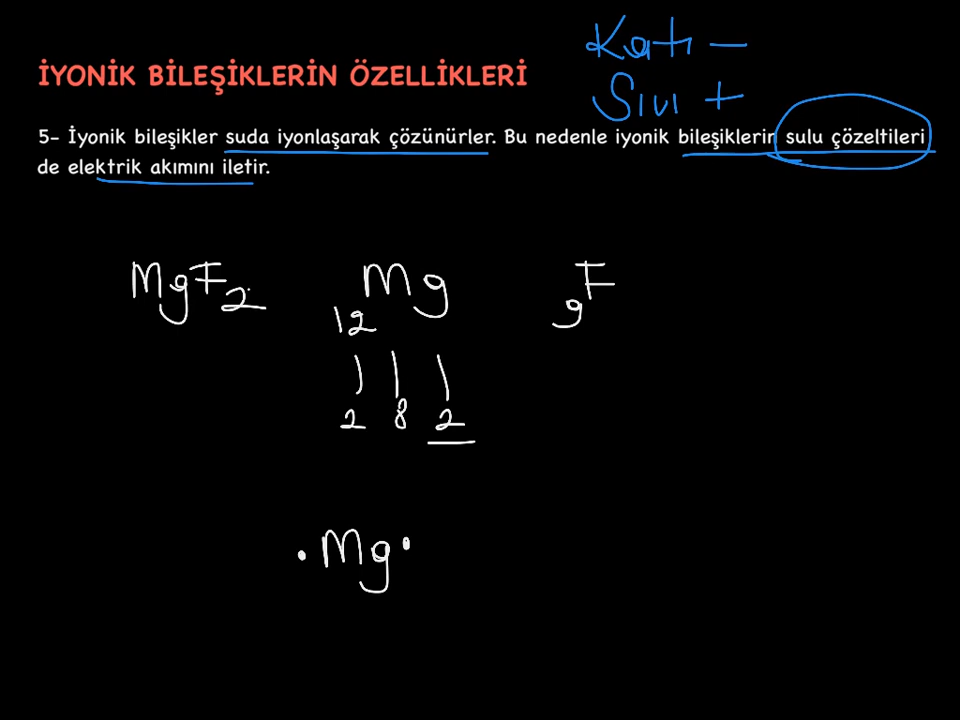 Katı –
Sıvı +
İYONİK BİLEŞİKLERİN ÖZELLİKLERİ
5- İyonik bileşikler suda iyonlaşarak çözünürler. Bu nedenle iyonik bileşiklerin sulu çözeltileri
de elektrik akımını iletir.
MgF2 12Mg 9F
2 8 2
·Mg·